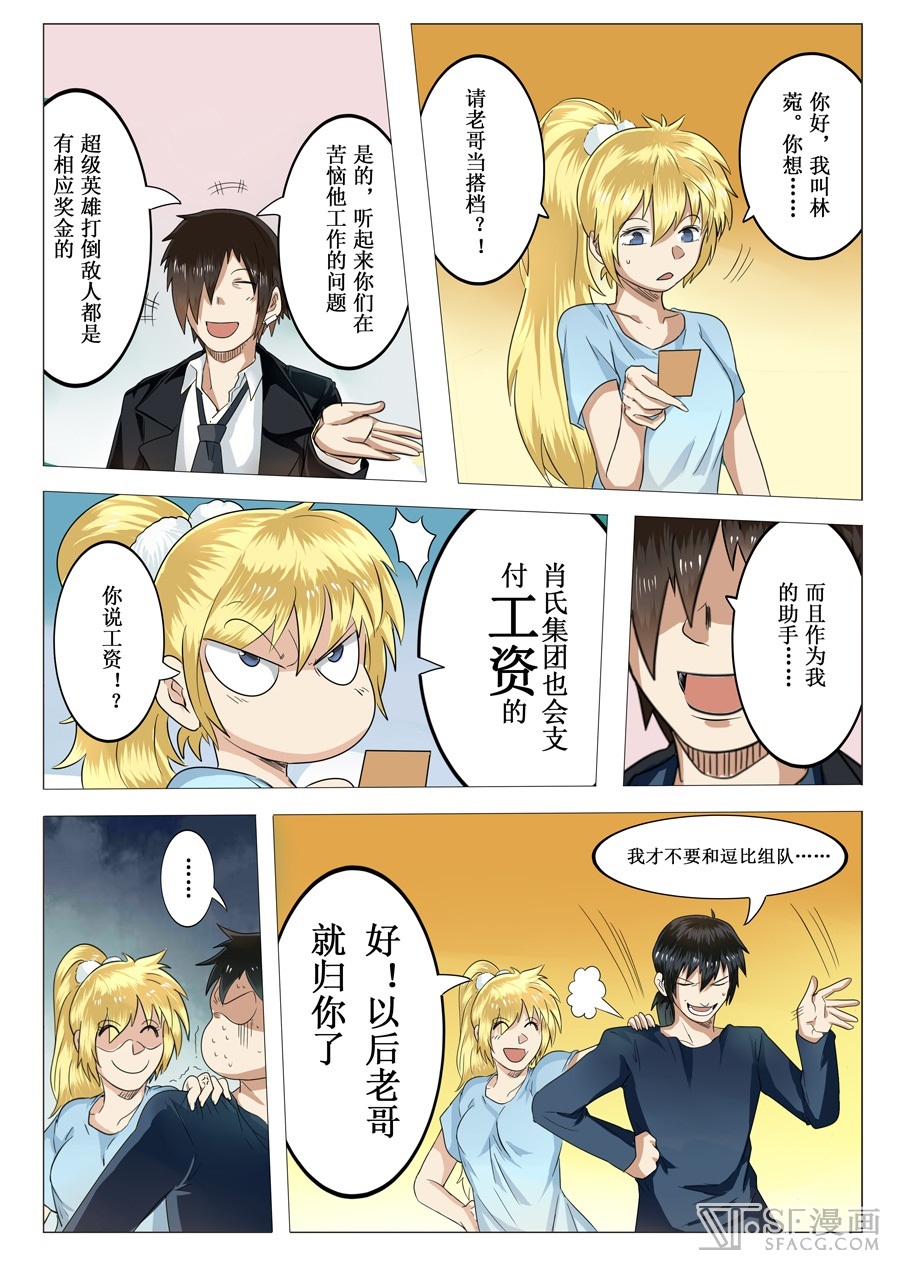 你好，我叫林
菀。你想……
请老哥当搭档？！
是的，听起来你们在
苦恼他工作的问题
超级英雄打倒敌人都是
有相应奖金的
而且作为我
的助手……
肖氏集团也会支
付工资的
你说工资！？
我才不要和逗比组队……
好！以后老哥
就归你了
……
SF漫画
SFACG.COM